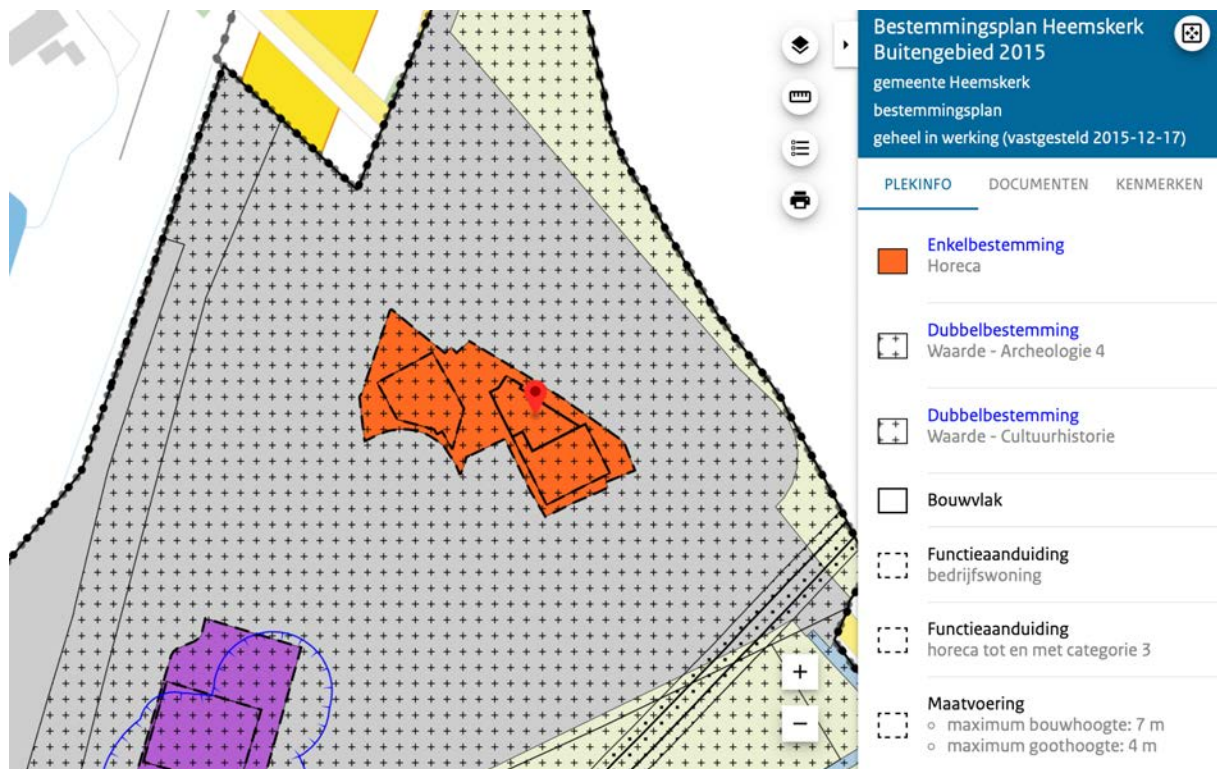 Bestemmingsplan Heemskerk
Buitengebied 2015
gemeente Heemskerk
bestemmingsplan
geheel in werking (vastgesteld 2015-12-17)
PLEKINFO DOCUMENTEN KENMERKEN
Enkelbestemming
Horeca
Dubbelbestemming
Waarde - Archeologie 4
Dubbelbestemming
Waarde - Cultuurhistorie
Bouwvlak
Functieaanduiding
bedrijfswoning
Functieaanduiding
horeca tot en met categorie 3
Maatvoering
maximum bouwhoogte: 7 m
maximum goothoogte: 4 m